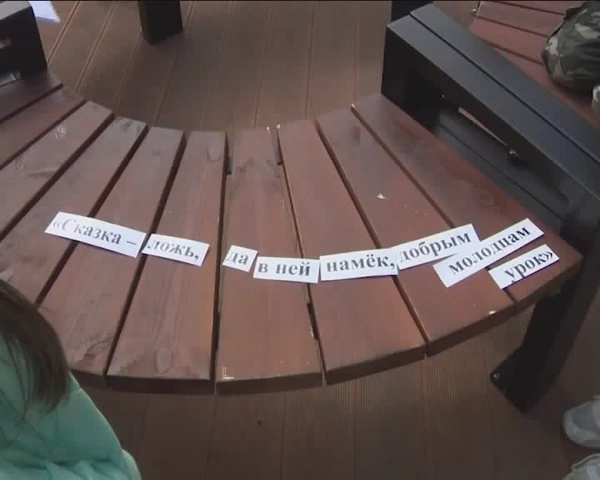 «Сказка – ложь, да в ней намёк, добрым молодцам урок»